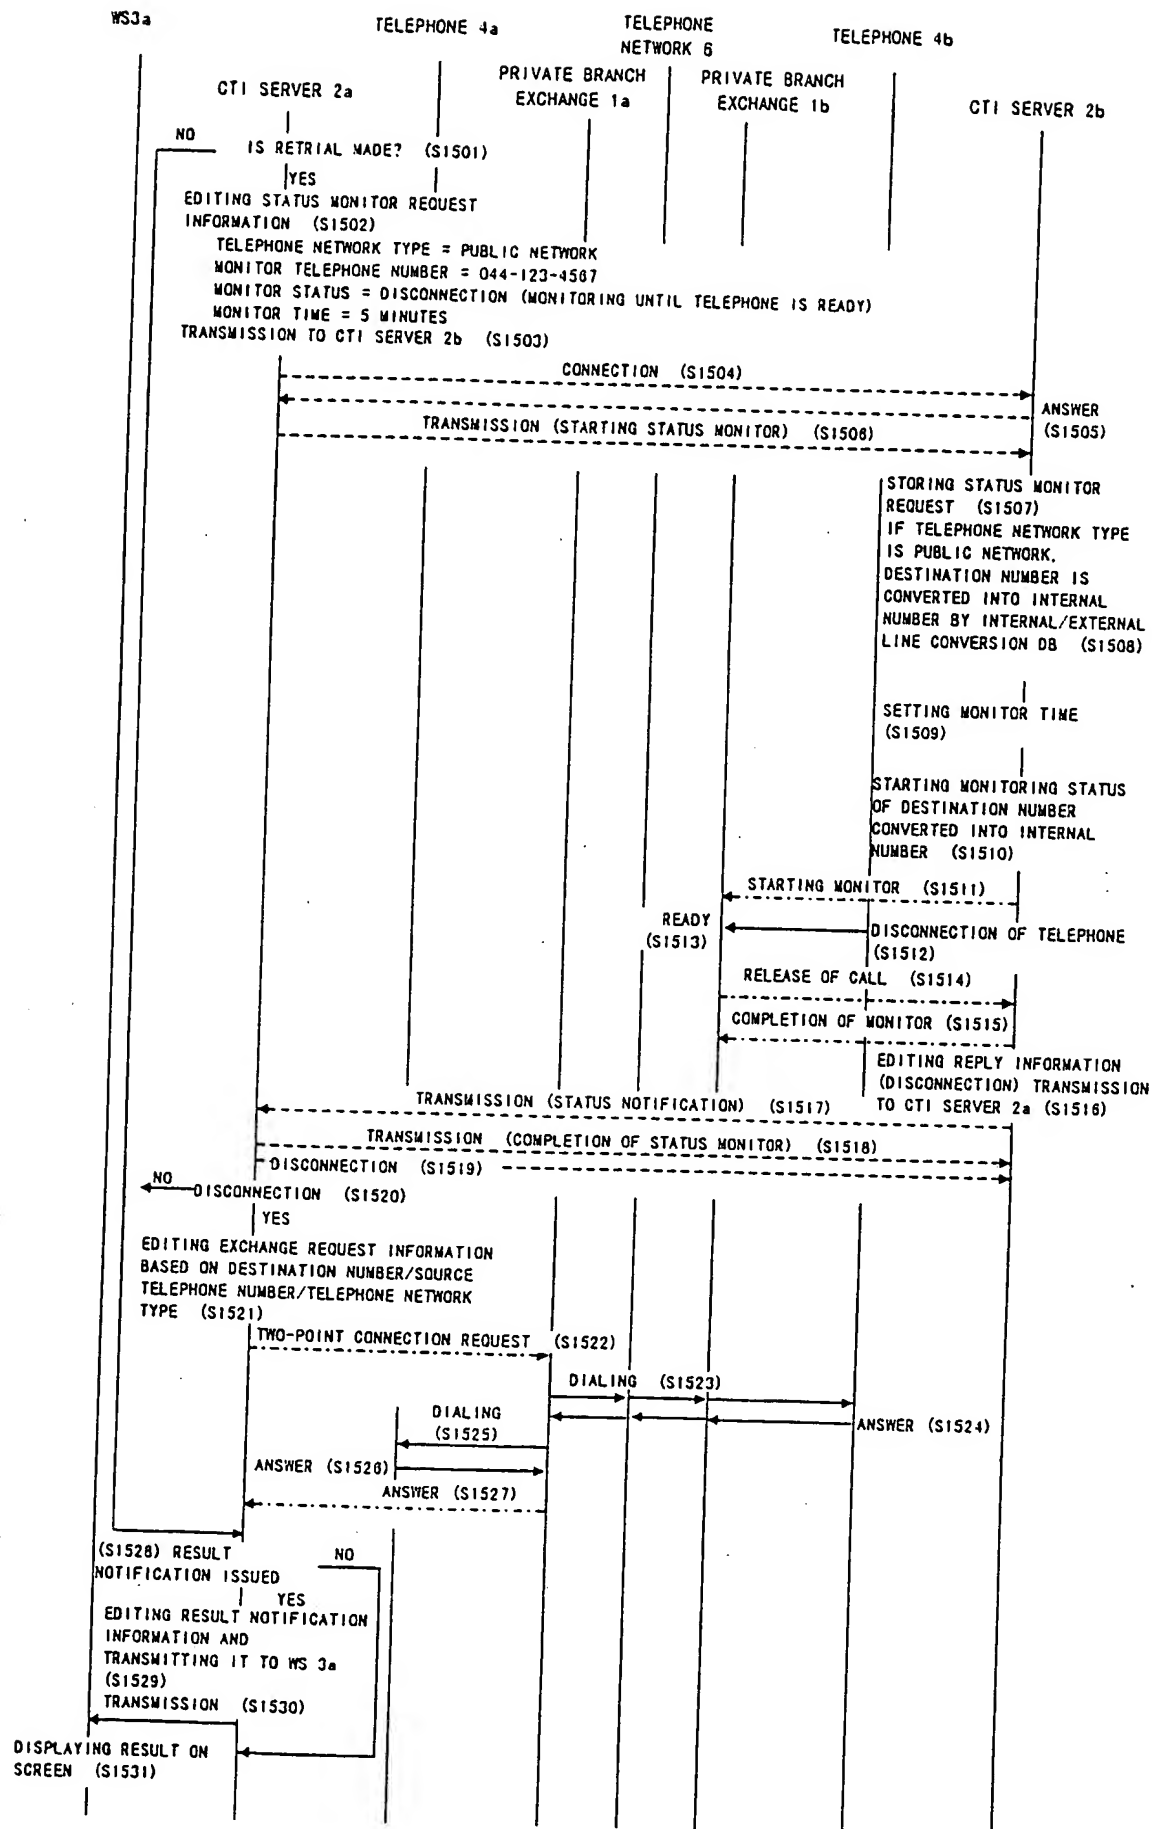 WS3a
TELEPHONE 4a
TELEPHONE
NETWORK 6
TELEPHONE 4b
CTI SERVER 2a
PRIVATE BRANCH
EXCHANGE 1a
PRIVATE BRANCH
EXCHANGE 1b
CTI SERVER 2b
NO
IS RETRIAL MADE? (S1501)
YES
EDITING STATUS MONITOR REQUEST
INFORMATION (S1502)
TELEPHONE NETWORK TYPE = PUBLIC NETWORK
MONITOR TELEPHONE NUMBER = 044-123-4567
MONITOR STATUS = DISCONNECTION (MONITORING UNTIL TELEPHONE IS READY)
MONITOR TIME = 5 MINUTES
TRANSMISSION TO CTI SERVER 2b (S1503)
CONNECTION (S1504)
ANSWER
(S1505)
TRANSMISSION (STARTING STATUS MONITOR) (S1506)
STORING STATUS MONITOR
REQUEST (S1507)
IF TELEPHONE NETWORK TYPE
IS PUBLIC NETWORK,
DESTINATION NUMBER IS
CONVERTED INTO INTERNAL
NUMBER BY INTERNAL/EXTERNAL
LINE CONVERSION DB (S1508)
SETTING MONITOR TIME
(S1509)
STARTING MONITORING STATUS
OF DESTINATION NUMBER
CONVERTED INTO INTERNAL
NUMBER (S1510)
STARTING MONITOR (S1511)
READY
(S1513)
DISCONNECTION OF TELEPHONE
(S1512)
RELEASE OF CALL (S1514)
COMPLETION OF MONITOR (S1515)
EDITING REPLY INFORMATION
(DISCONNECTION) TRANSMISSION
TO CTI SERVER 2a (S1516)
TRANSMISSION (STATUS NOTIFICATION) (S1517)
TRANSMISSION (COMPLETION OF STATUS MONITOR) (S1518)
DISCONNECTION (S1519)
NO
DISCONNECTION (S1520)
YES
EDITING EXCHANGE REQUEST INFORMATION
BASED ON DESTINATION NUMBER/SOURCE
TELEPHONE NUMBER/TELEPHONE NETWORK
TYPE (S1521)
TWO-POINT CONNECTION REQUEST (S1522)
DIALING (S1523)
ANSWER (S1524)
DIALING
(S1525)
ANSWER (S1526)
ANSWER (S1527)
(S1528) RESULT
NOTIFICATION ISSUED
NO
YES
EDITING RESULT NOTIFICATION
INFORMATION AND
TRANSMITTING IT TO WS 3a
(S1529)
TRANSMISSION (S1530)
DISPLAYING RESULT ON
SCREEN (S1531)